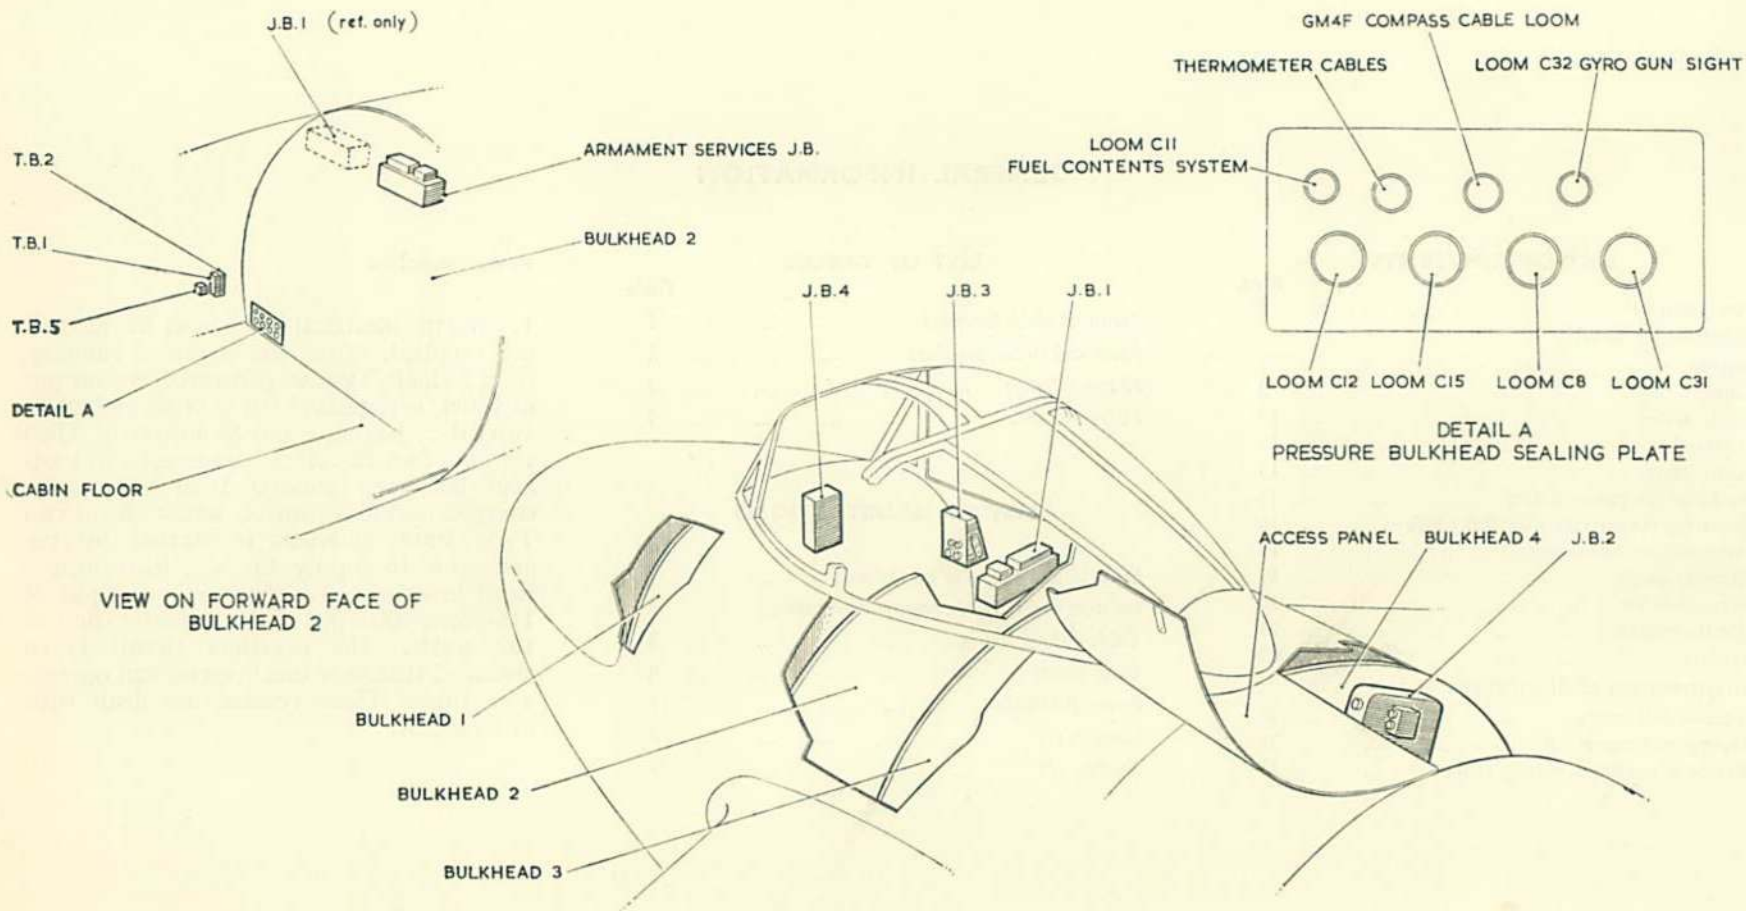 J.B.1 (ref. only)
GM4F COMPASS CABLE LOOM
THERMOMETER CABLES
LOOM C32 GYRO GUN SIGHT
T.B.2
ARMAMENT SERVICES J.B.
LOOM C11
FUEL CONTENTS SYSTEM
T.B.1
BULKHEAD 2
T.B.5
J.B.4
J.B.3
J.B.1
LOOM C12
LOOM C15
LOOM C8
LOOM C31
DETAIL A
DETAIL A
PRESSURE BULKHEAD SEALING PLATE
CABIN FLOOR
ACCESS PANEL
BULKHEAD 4
J.B.2
VIEW ON FORWARD FACE OF
BULKHEAD 2
BULKHEAD 1
BULKHEAD 2
BULKHEAD 3